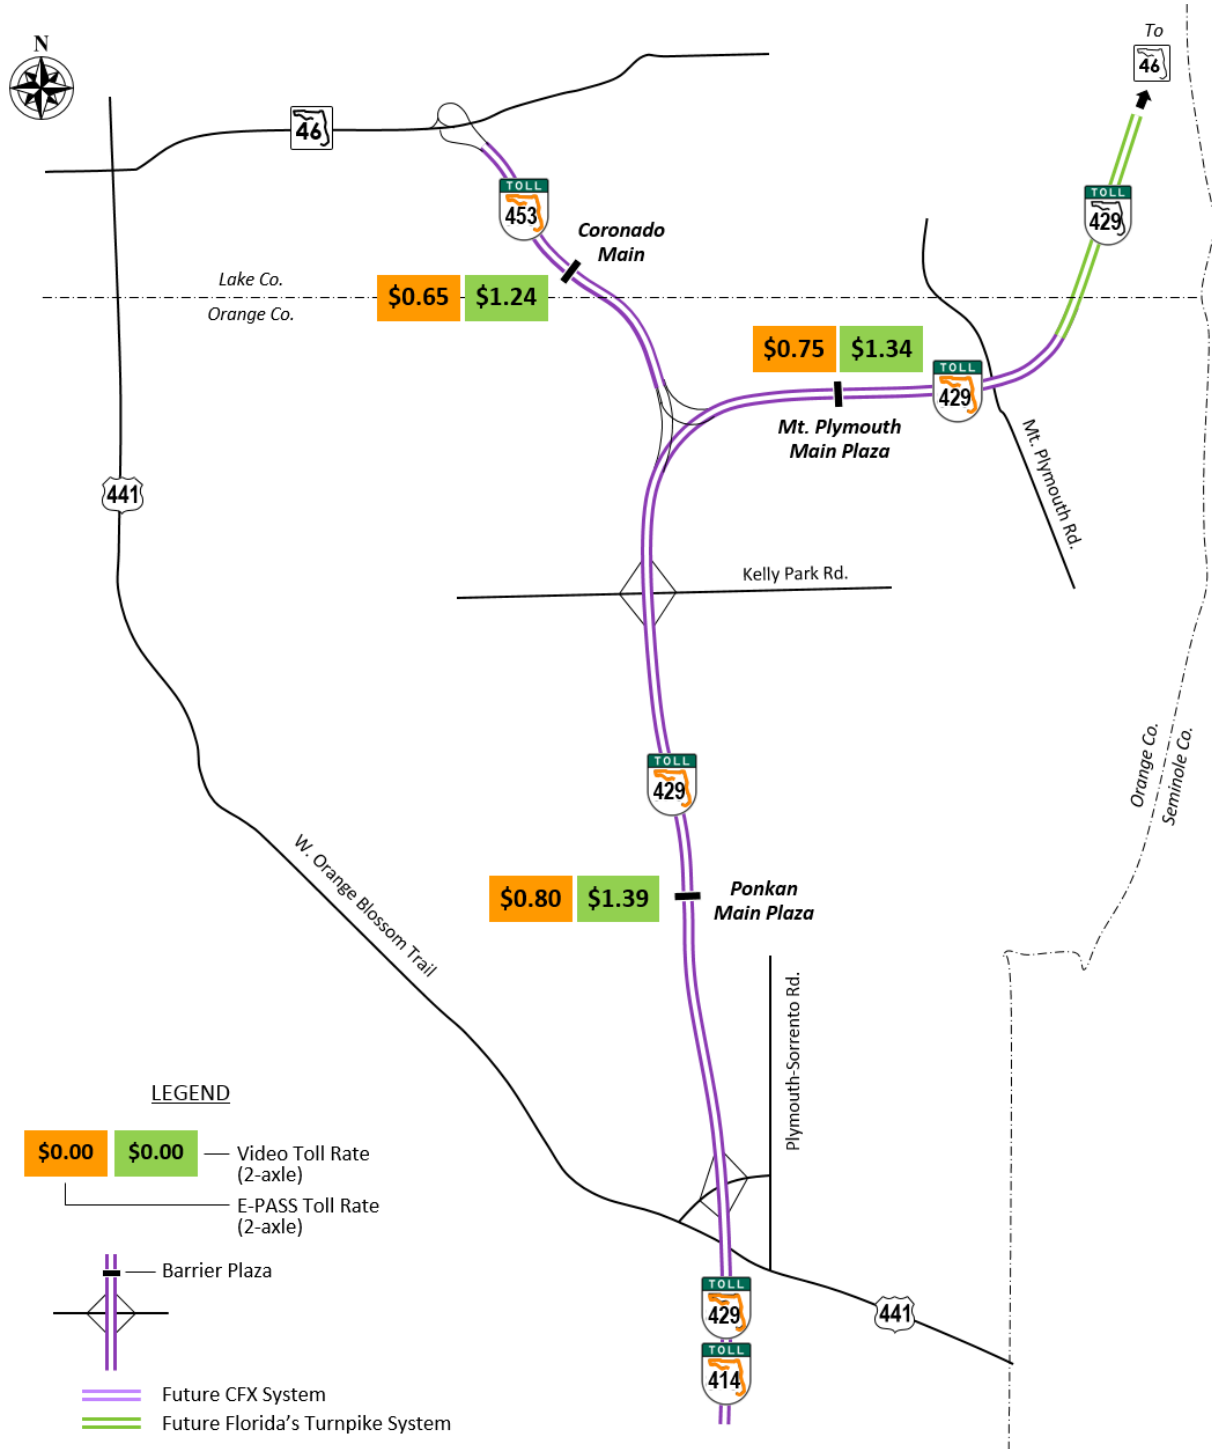 To
46
N
46
TOLL
453
TOLL
429
Coronado
Main
Lake Co.
Orange Co.
$0.65 $1.24
$0.75 $1.34
TOLL
429
Mt. Plymouth
Main Plaza
Mt. Plymouth Rd.
441
Kelly Park Rd.
Orange Co.
Seminole Co.
TOLL
429
W. Orange Blossom Trail
$0.80 $1.39
Ponkan
Main Plaza
Plymouth-Sorrento Rd.
LEGEND
$0.00 $0.00
Video Toll Rate
(2-axle)
E-PASS Toll Rate
(2-axle)
Barrier Plaza
TOLL
429
441
TOLL
414
Future CFX System
Future Florida's Turnpike System